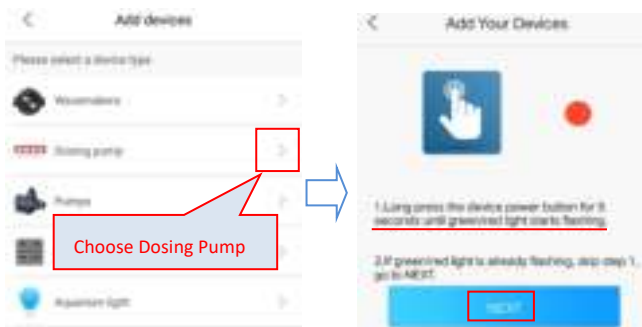 Add devices
Please select a device type
Wavemakers
Dosing pump
Pumps
Choose Dosing Pump
Aquarium light
Add Your Devices
1.Long press the device power button for 8
seconds until green/red light starts flashing.
2.If green/red light is already flashing, skip step 1,
go to NEXT.
NEXT